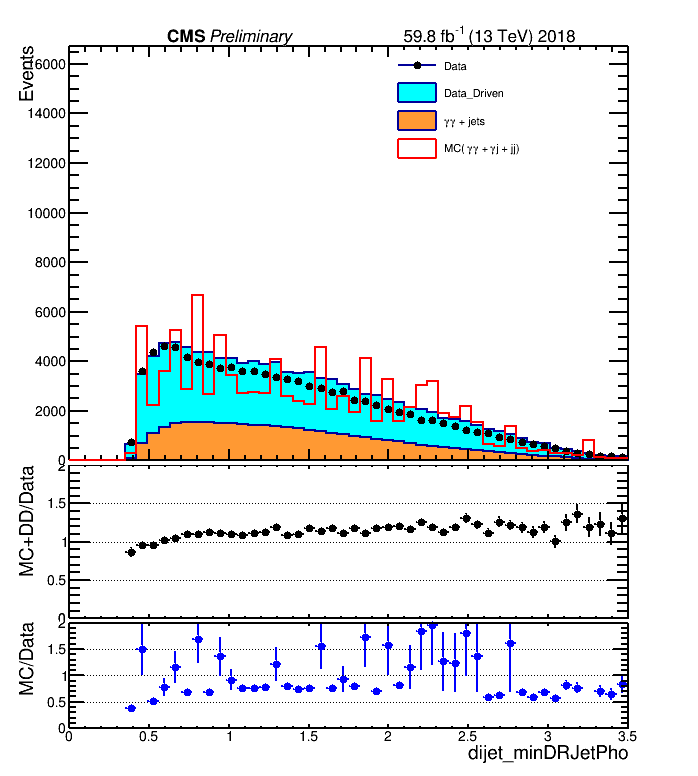 CMS Preliminary 59.8 fb⁻¹ (13 TeV) 2018
Events
16000
14000
12000
10000
8000
6000
4000
2000
0
Data
Data_Driven
γγ + jets
MC( γγ + γj + jj)
MC+DD/Data
2
1.5
1
0.5
0
MC/Data
2
1.5
1
0.5
0
0 0.5 1 1.5 2 2.5 3 3.5
dijet_minDRJetPho